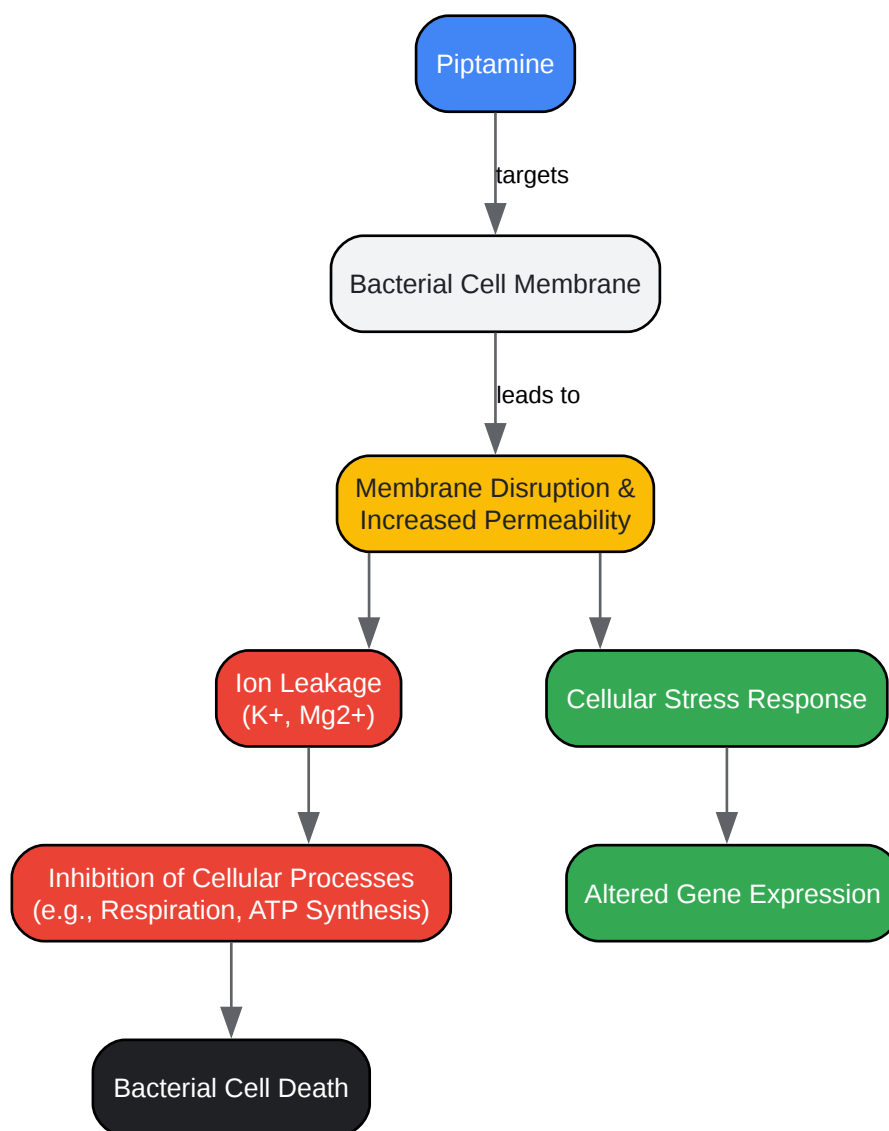 Piptamine
targets
Bacterial Cell Membrane
leads to
Membrane Disruption &
Increased Permeability
Ion Leakage
(K+, Mg2+)
Cellular Stress Response
Inhibition of Cellular Processes
(e.g., Respiration, ATP Synthesis)
Altered Gene Expression
Bacterial Cell Death